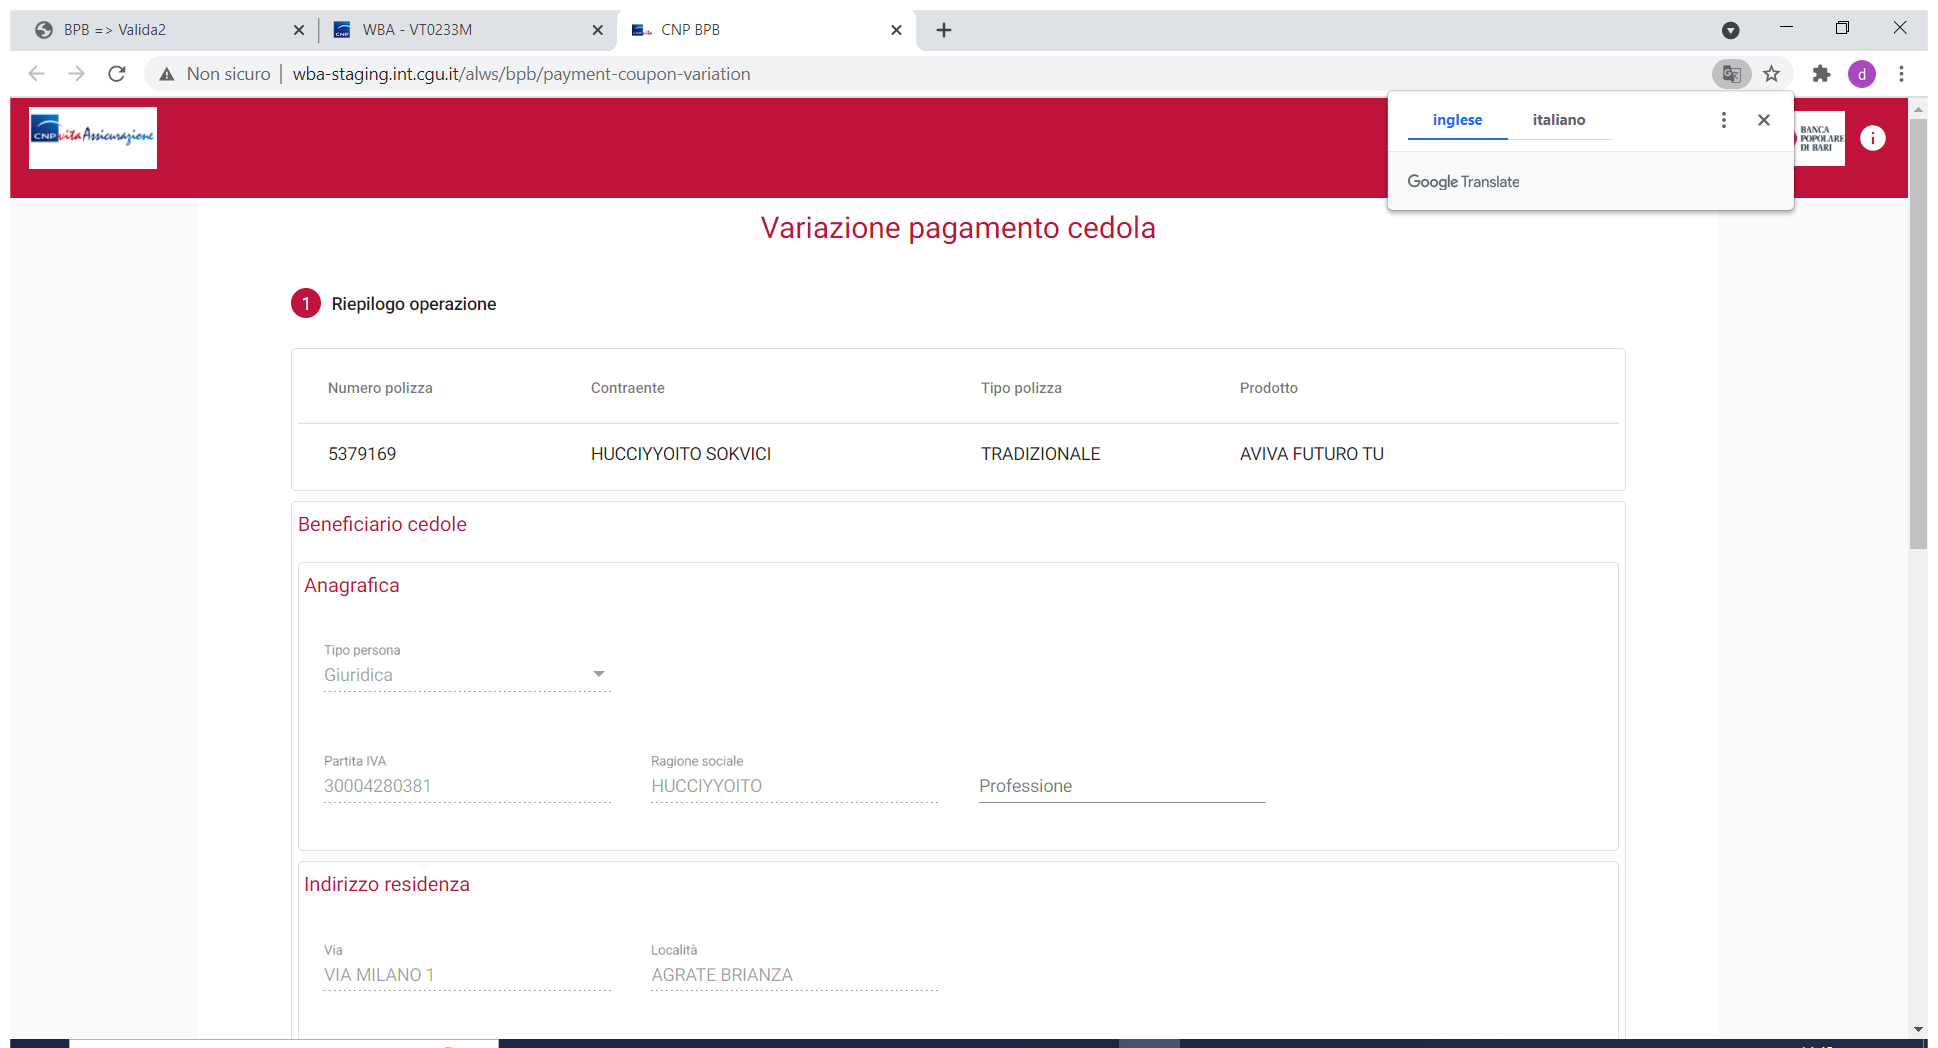 BPB => Valida2
WBA - VT0233M
CNP BPB
Non sicuro
wba-staging.int.cgu.it/alws/bpb/payment-coupon-variation
d
CNP vita Assicurazione
inglese
italiano
Google Translate
BANCA
POPOLARE
DI BARI
i
Variazione pagamento cedola
1 Riepilogo operazione
Numero polizza Contraente Tipo polizza Prodotto
5379169 HUCCIYYOITO SOKVICI TRADIZIONALE AVIVA FUTURO TU
Beneficiario cedole
Anagrafica
Tipo persona
Giuridica
Partita IVA Ragione sociale
30004280381 HUCCIYYOITO Professione
Indirizzo residenza
Via Località
VIA MILANO 1 AGRATE BRIANZA